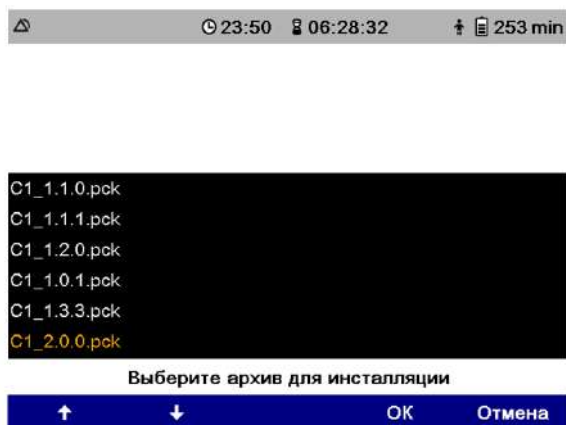 23:50 06:28:32 253 min
C1_1.1.0.pck
C1_1.1.1.pck
C1_1.2.0.pck
C1_1.0.1.pck
C1_1.3.3.pck
C1_2.0.0.pck
Выберите архив для инсталляции
ОК Отмена